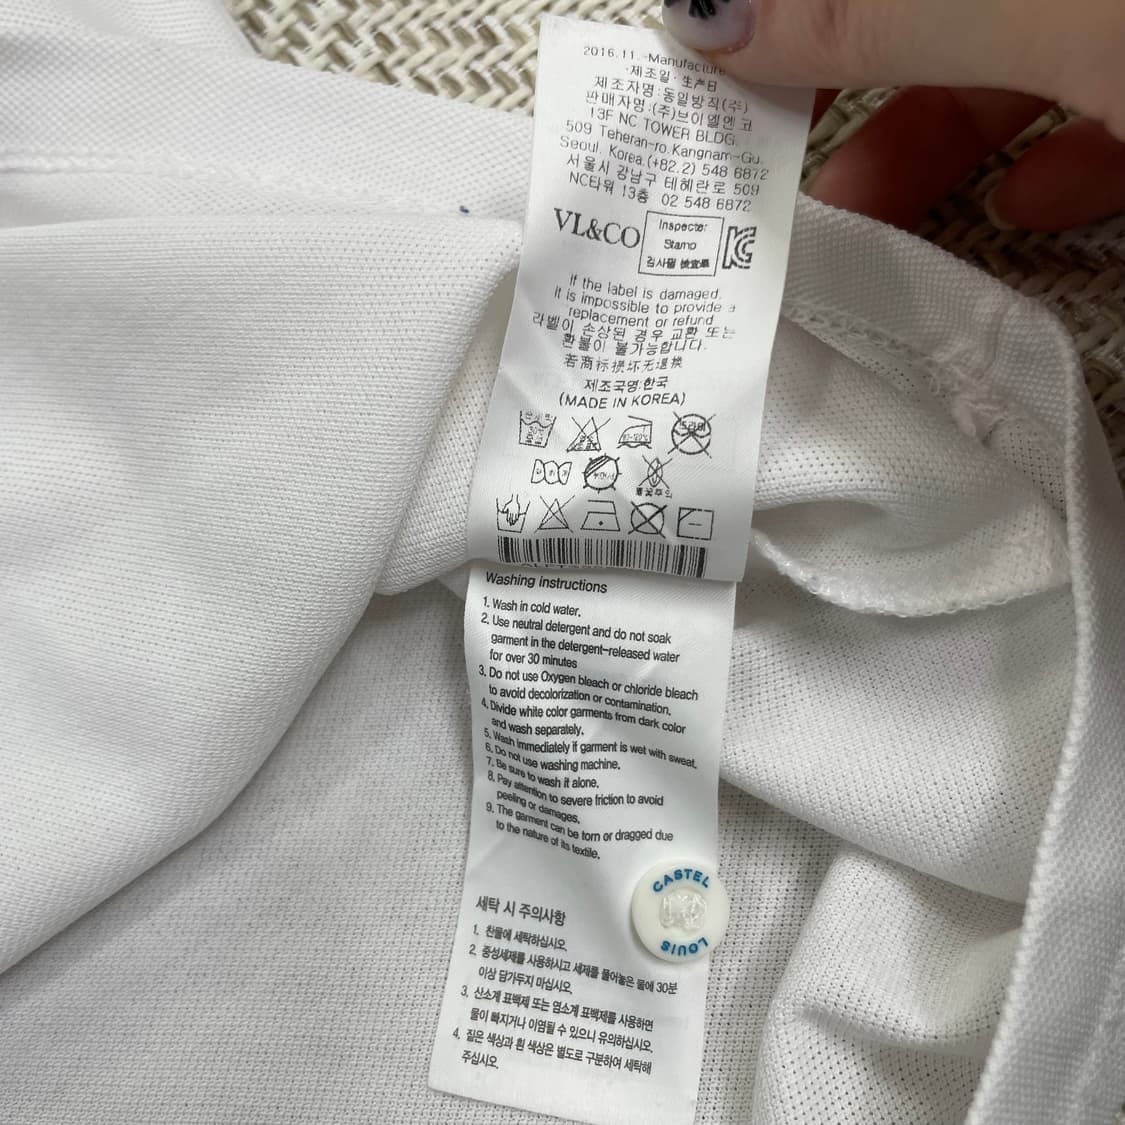 2016.11.-Manufacture
·제조일·生产日
제조자명:동일방직(주)
판매자명:(주)브이엘엔코
13F NC TOWER BLDG.
509 Teheran-ro.Kangnam-Gu.
Seoul. Korea.(+82.2) 548 6872
서울시 강남구 테헤란로 509
NC타워 13층 02 548 6872
VL&CO
Inspector
Stamp
검사필
If the label is damaged.
it is impossible to provide a
replacement or refund
라벨이 손상된 경우 교환 또는
환불이 불가능합니다.
若商标损坏无退换
제조국명:한국
(MADE IN KOREA)
드라이
Washing instructions
1. Wash in cold water.
2. Use neutral detergent and do not soak
garment in the detergent-released water
for over 30 minutes
3. Do not use Oxygen bleach or chloride bleach
to avoid decolorization or contamination.
4. Divide white color garments from dark color
and wash separately.
5. Wash immediately if garment is wet with sweat.
6. Do not use washing machine.
7. Be sure to wash it alone.
8. Pay attention to severe friction to avoid
peeling or damages.
9. The garment can be torn or dragged due
to the nature of its textile.
CASTEL
LOUIS
세탁 시 주의사항
1. 찬물에 세탁하십시오.
2. 중성세제를 사용하시고 세제를 풀어놓은 물에 30분
이상 담가두지 마십시오.
3. 산소계 표백제 또는 염소계 표백제를 사용하면
물이 빠지거나 이염될 수 있으니 유의하십시오.
4. 짙은 색상과 흰 색상은 별도로 구분하여 세탁해
주십시오.